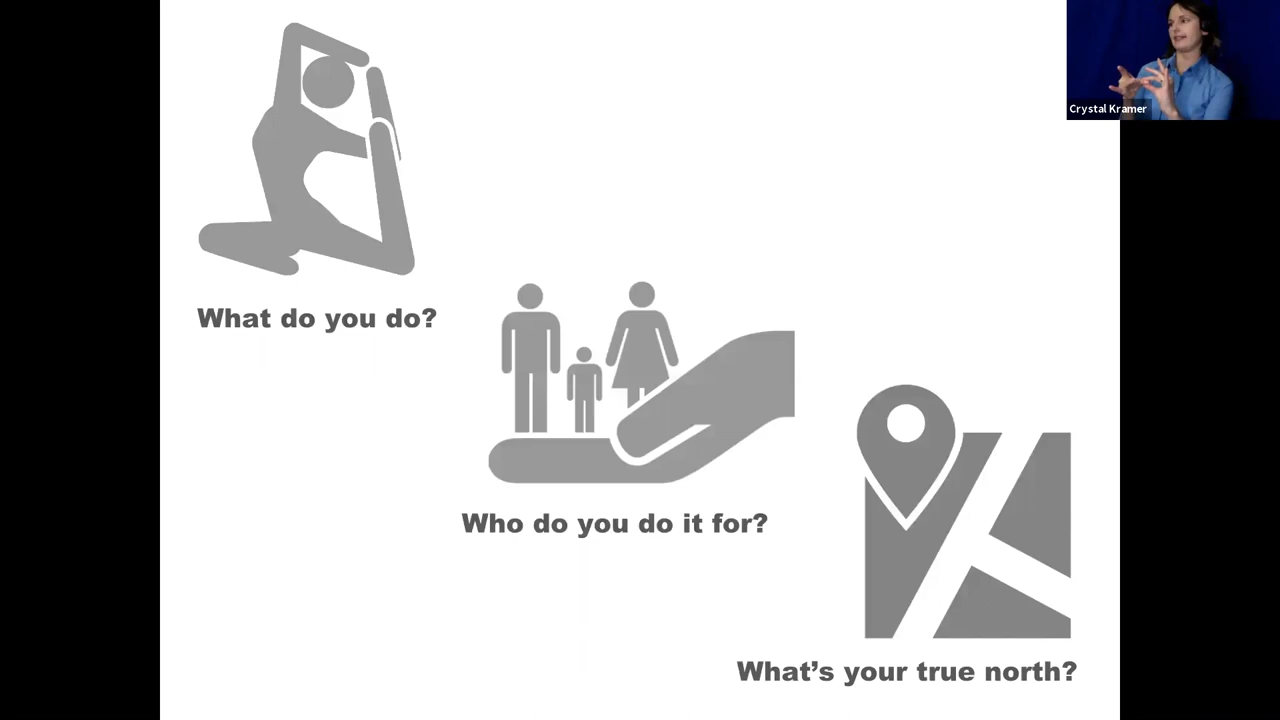 Crystal Kramer
What do you do?
Who do you do it for?
What's your true north?